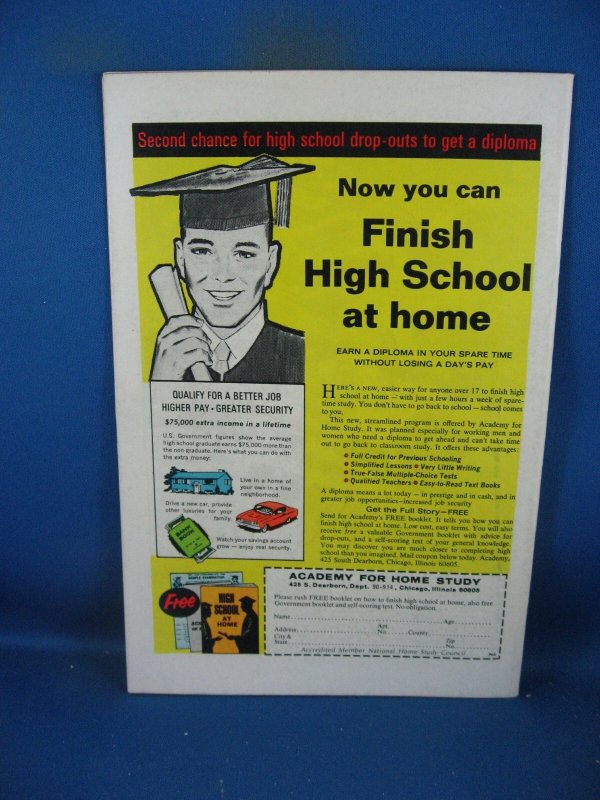 Second chance for high school drop-outs to get a diploma
Now you can
Finish
High School
at home
EARN A DIPLOMA IN YOUR SPARE TIME
WITHOUT LOSING A DAY'S PAY
QUALIFY FOR A BETTER JOB
HIGHER PAY • GREATER SECURITY
$75,000 extra income in a lifetime
U.S. Government figures show the average
high school graduate earns $75,000 more than
the non-graduate. Here's what you can do with
the extra money:
Live in a home of
your own in a fine
neighborhood.
Drive a new car, provide
other luxuries for your
family.
BANK
BOOK
Watch your savings account
grow — enjoy real security.
HERE'S A NEW, easier way for anyone over 17 to finish high
school at home — with just a few hours a week of spare-
time study. You don't have to go back to school — school comes
to you.
This new, streamlined program is offered by Academy for
Home Study. It was planned especially for working men and
women who need a diploma to get ahead and can't take time
out to go back to classroom study. It offers these advantages:
• Full Credit for Previous Schooling
• Simplified Lessons • Very Little Writing
• True-False Multiple-Choice Tests
• Qualified Teachers • Easy-to-Read Text Books
A diploma means a lot today — in prestige and in cash, and in
greater job opportunities — increased job security.
Get the Full Story—FREE
Send for Academy's FREE booklet. It tells you how you can
finish high school at home. Low cost, easy terms. You will also
receive free a valuable Government booklet with advice for
drop-outs, and a self-scoring test of your general knowledge.
You may discover you are much closer to completing high
school than you imagined. Mail coupon below today. Academy,
425 South Dearborn, Chicago, Illinois 60605.
Free
HIGH
SCHOOL
AT
HOME
ACADEMY FOR HOME STUDY
425 S. Dearborn, Dept. 90-914, Chicago, Illinois 60605
Please rush FREE booklet on how to finish high school at home, also free
Government booklet and self-scoring test. No obligation.
Name Age
Address Apt. No. County
City & State Zip No.
Accredited Member National Home Study Council